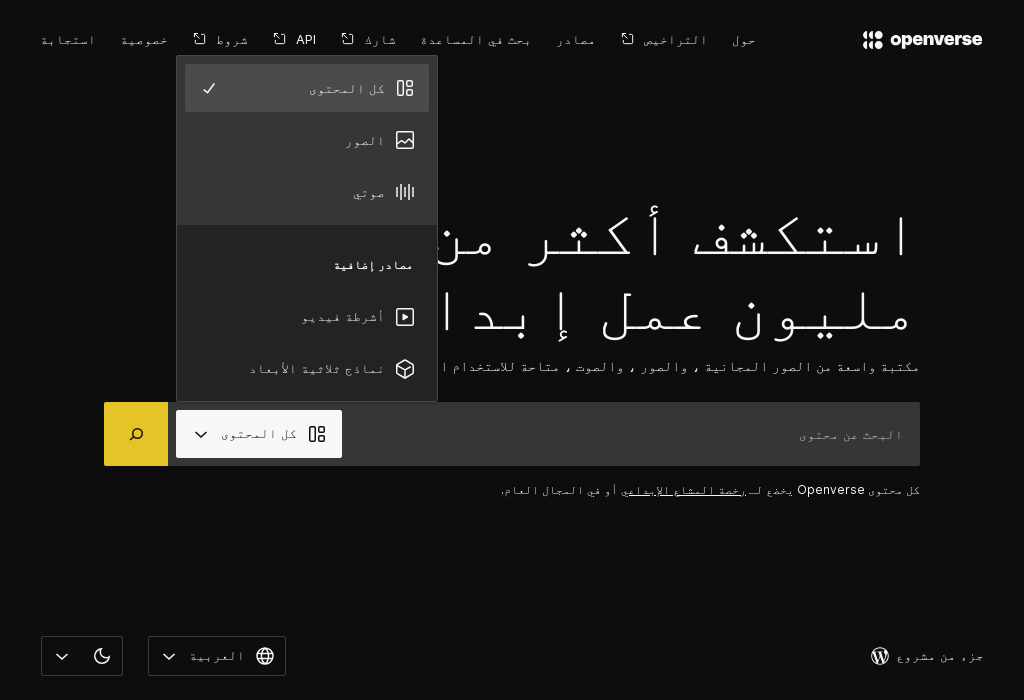 openverse
حول
التراخيص
مصادر
بحث في المساعدة
شارك
API
شروط
خصوصية
استجابة
كل المحتوى
الصور
صوتي
مصادر إضافية
أشرطة فيديو
نماذج ثلاثية الأبعاد
استكشف أكثر من
مليون عمل إبدا
مكتبة واسعة من الصور المجانية ، والصور ، والصوت ، متاحة للاستخدام ا
البحث عن محتوى
كل المحتوى
كل محتوى Openverse يخضع لـ رخصة المشاع الإبداعي أو في المجال العام.
جزء من مشروع
العربية